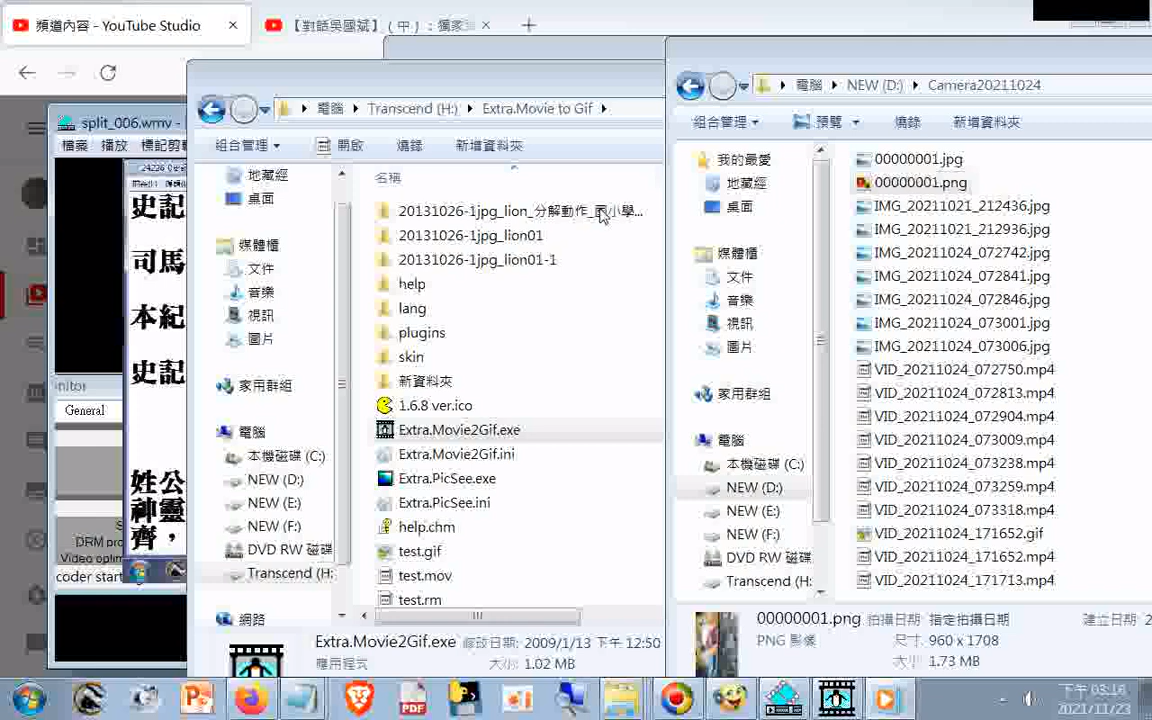 頻道內容 - YouTube Studio
【對話吳國斌】(中)：獨家
split_006.wmv -
檔案 播放 標記剪
史記
司馬
本紀
史記
姓公
神靈
齊，
nitor
General
DRM pro
Video optim
coder start
電腦 Transcend (H:) Extra.Movie to Gif
組合管理 開啟 燒錄 新增資料夾
名稱
地藏經
桌面
媒體櫃
文件
音樂
視訊
圖片
家用群組
電腦
本機磁碟 (C:)
NEW (D:)
NEW (E:)
NEW (F:)
DVD RW 磁碟
Transcend (H:
網路
20131026-1jpg_lion_分解動作_國小學...
20131026-1jpg_lion01
20131026-1jpg_lion01-1
help
lang
plugins
skin
新資料夾
1.6.8 ver.ico
Extra.Movie2Gif.exe
Extra.Movie2Gif.ini
Extra.PicSee.exe
Extra.PicSee.ini
help.chm
test.gif
test.mov
test.rm
Extra.Movie2Gif.exe 修改日期: 2009/1/13 下午 12:50
應用程式 大小: 1.02 MB
電腦 NEW (D:) Camera20211024
組合管理 預覽 燒錄 新增資料夾
我的最愛
地藏經
桌面
媒體櫃
文件
音樂
視訊
圖片
家用群組
電腦
本機磁碟 (C:)
NEW (D:)
NEW (E:)
NEW (F:)
DVD RW 磁碟
Transcend (H:
00000001.jpg
00000001.png
IMG_20211021_212436.jpg
IMG_20211021_212936.jpg
IMG_20211024_072742.jpg
IMG_20211024_072841.jpg
IMG_20211024_072846.jpg
IMG_20211024_073001.jpg
IMG_20211024_073006.jpg
VID_20211024_072750.mp4
VID_20211024_072813.mp4
VID_20211024_072904.mp4
VID_20211024_073009.mp4
VID_20211024_073238.mp4
VID_20211024_073259.mp4
VID_20211024_073318.mp4
VID_20211024_171652.gif
VID_20211024_171652.mp4
VID_20211024_171713.mp4
00000001.png 拍攝日期: 指定拍攝日期 建立日期: 2
PNG 影像 尺寸: 960 x 1708
大小: 1.73 MB
PDF
下午 03:16
2021/11/23